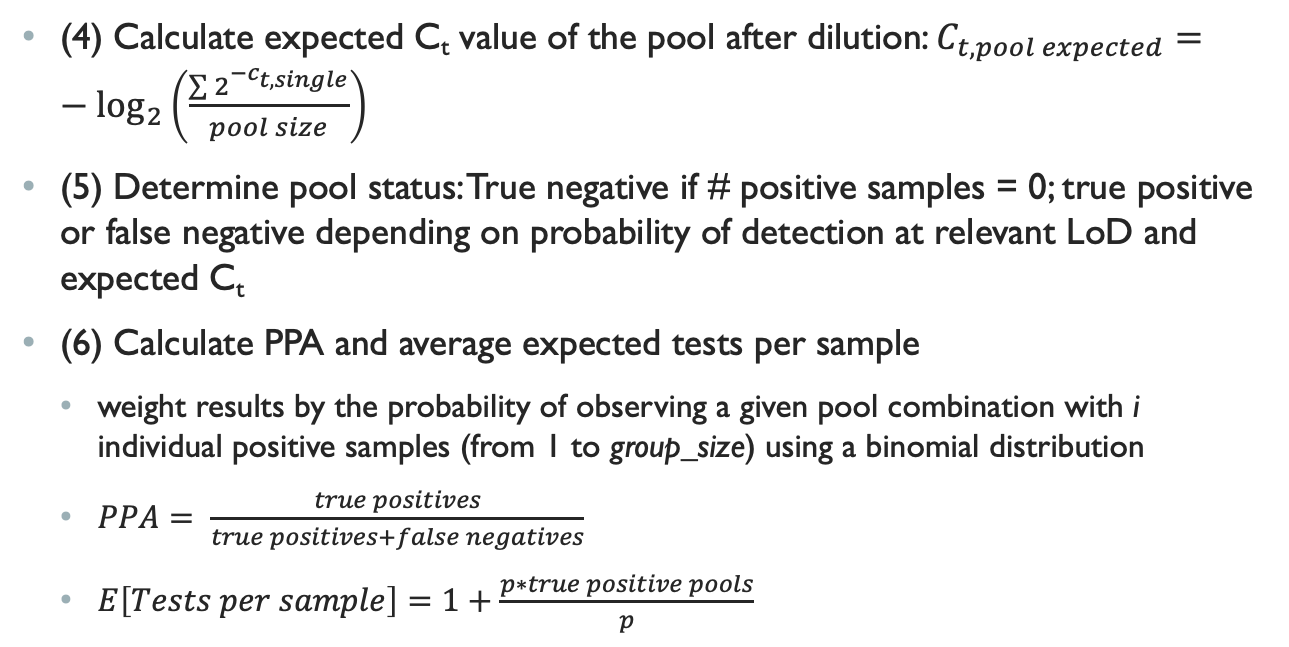 • (4) Calculate expected Cₜ value of the pool after dilution: C_{t,pool expected} =
− log₂ (∑ 2^{−c_{t,single}} / pool size)
• (5) Determine pool status: True negative if # positive samples = 0; true positive
or false negative depending on probability of detection at relevant LoD and
expected Cₜ
• (6) Calculate PPA and average expected tests per sample
• weight results by the probability of observing a given pool combination with i
individual positive samples (from 1 to group_size) using a binomial distribution
• PPA = true positives / true positives+false negatives
• E[Tests per sample] = 1 + p*true positive pools / p